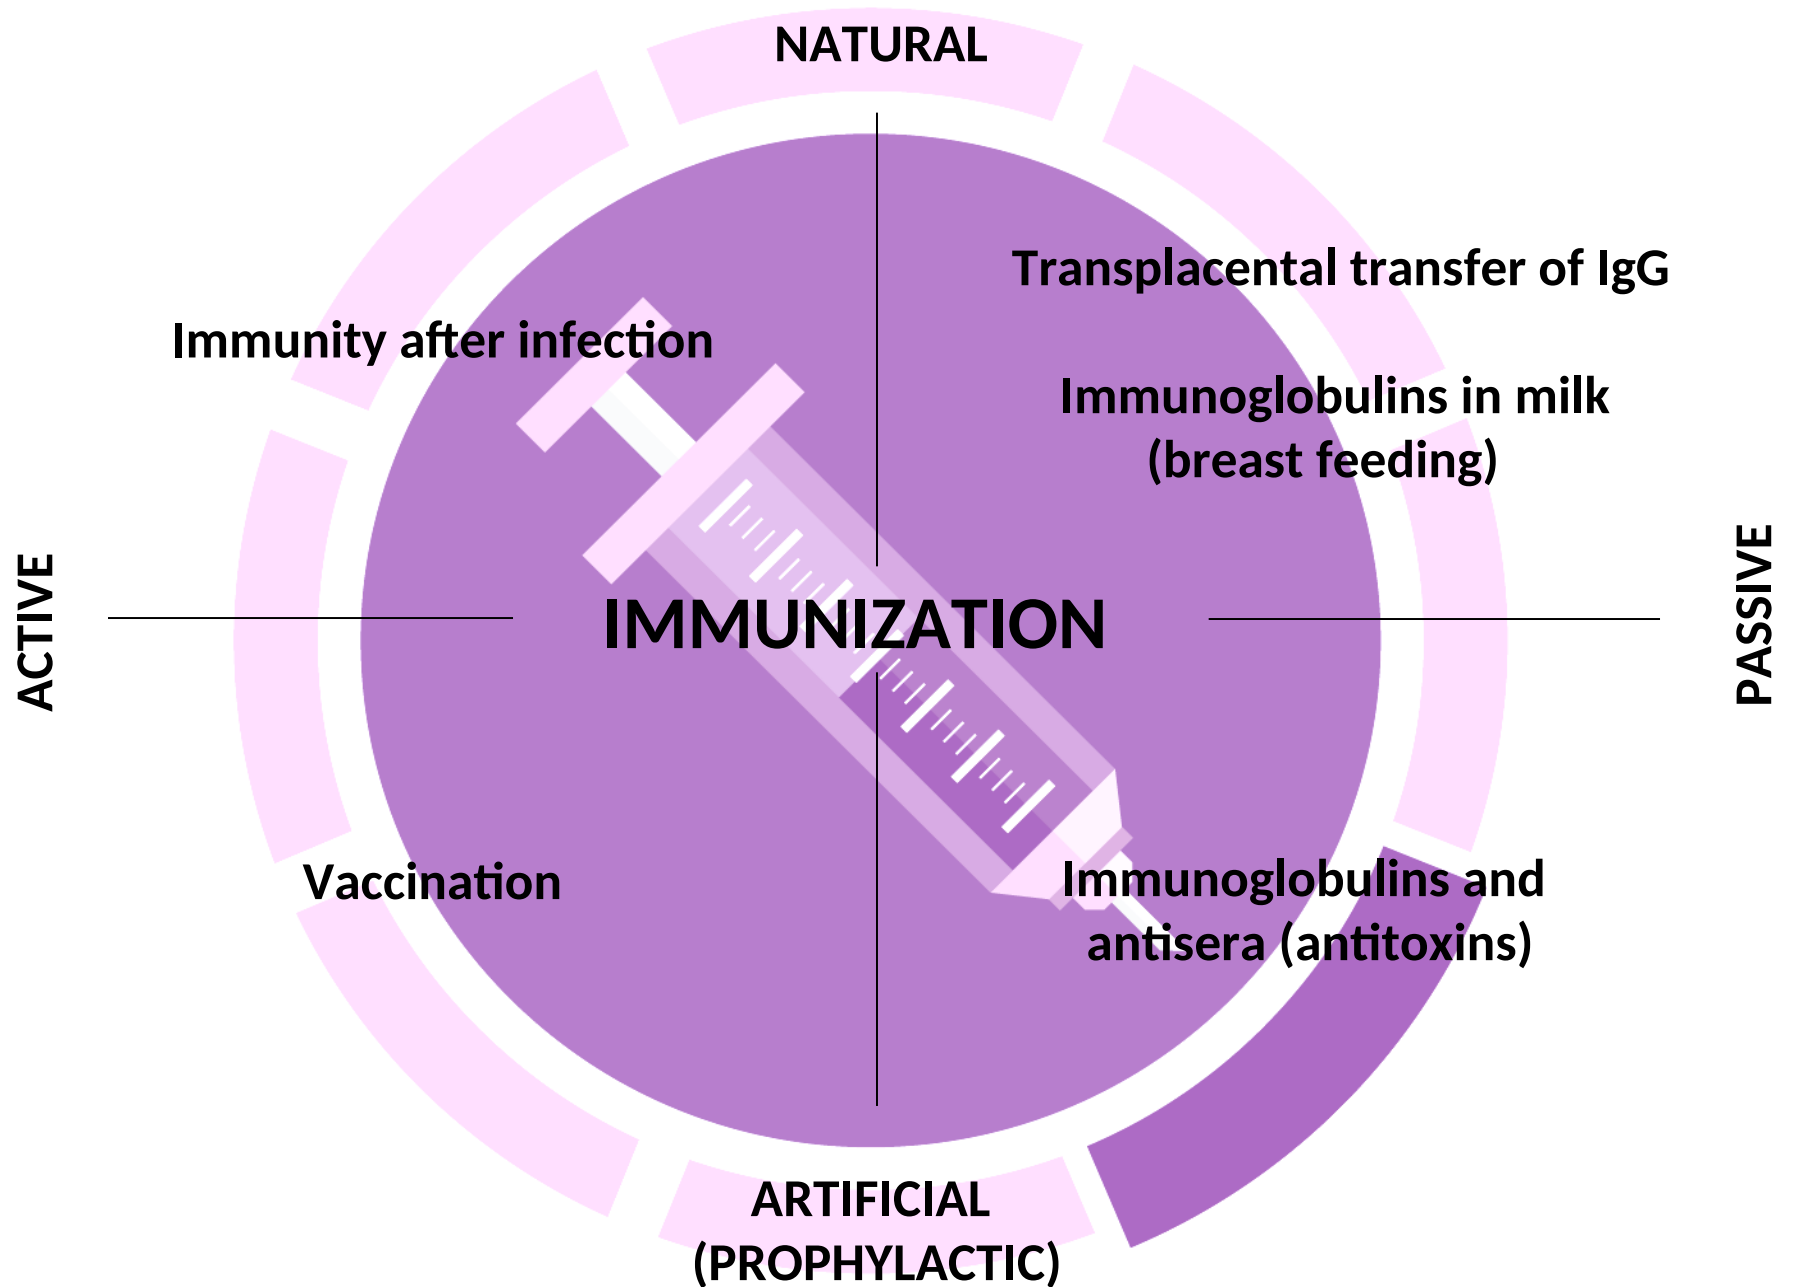 NATURAL
Transplacental transfer of IgG
Immunity after infection
Immunoglobulins in milk
(breast feeding)
ACTIVE
IMMUNIZATION
PASSIVE
Vaccination
Immunoglobulins and
antisera (antitoxins)
ARTIFICIAL
(PROPHYLACTIC)